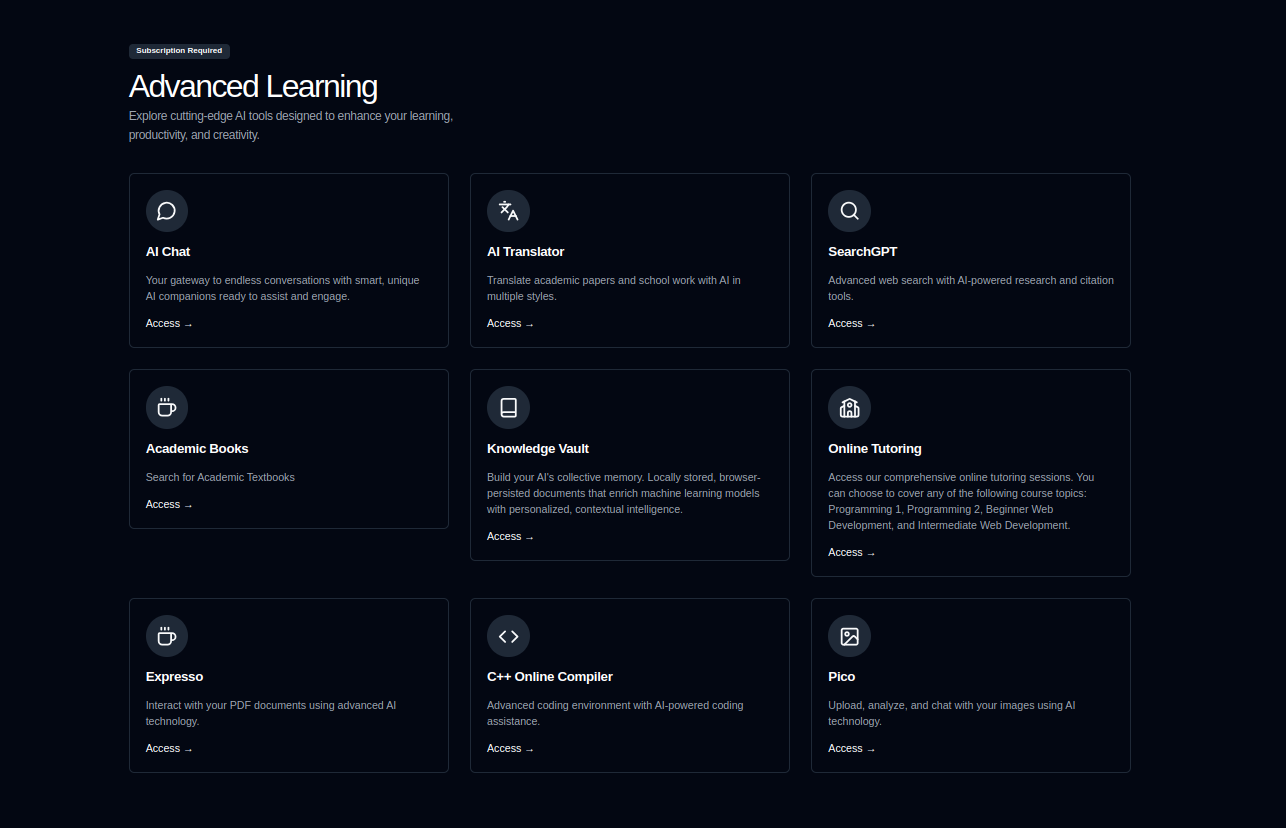 Subscription Required
Advanced Learning
Explore cutting-edge AI tools designed to enhance your learning,
productivity, and creativity.
AI Chat
Your gateway to endless conversations with smart, unique
AI companions ready to assist and engage.
Access →
AI Translator
Translate academic papers and school work with AI in
multiple styles.
Access →
SearchGPT
Advanced web search with AI-powered research and citation
tools.
Access →
Academic Books
Search for Academic Textbooks
Access →
Knowledge Vault
Build your AI's collective memory. Locally stored, browser-
persisted documents that enrich machine learning models
with personalized, contextual intelligence.
Access →
Online Tutoring
Access our comprehensive online tutoring sessions. You
can choose to cover any of the following course topics:
Programming 1, Programming 2, Beginner Web
Development, and Intermediate Web Development.
Access →
Expresso
Interact with your PDF documents using advanced AI
technology.
Access →
C++ Online Compiler
Advanced coding environment with AI-powered coding
assistance.
Access →
Pico
Upload, analyze, and chat with your images using AI
technology.
Access →